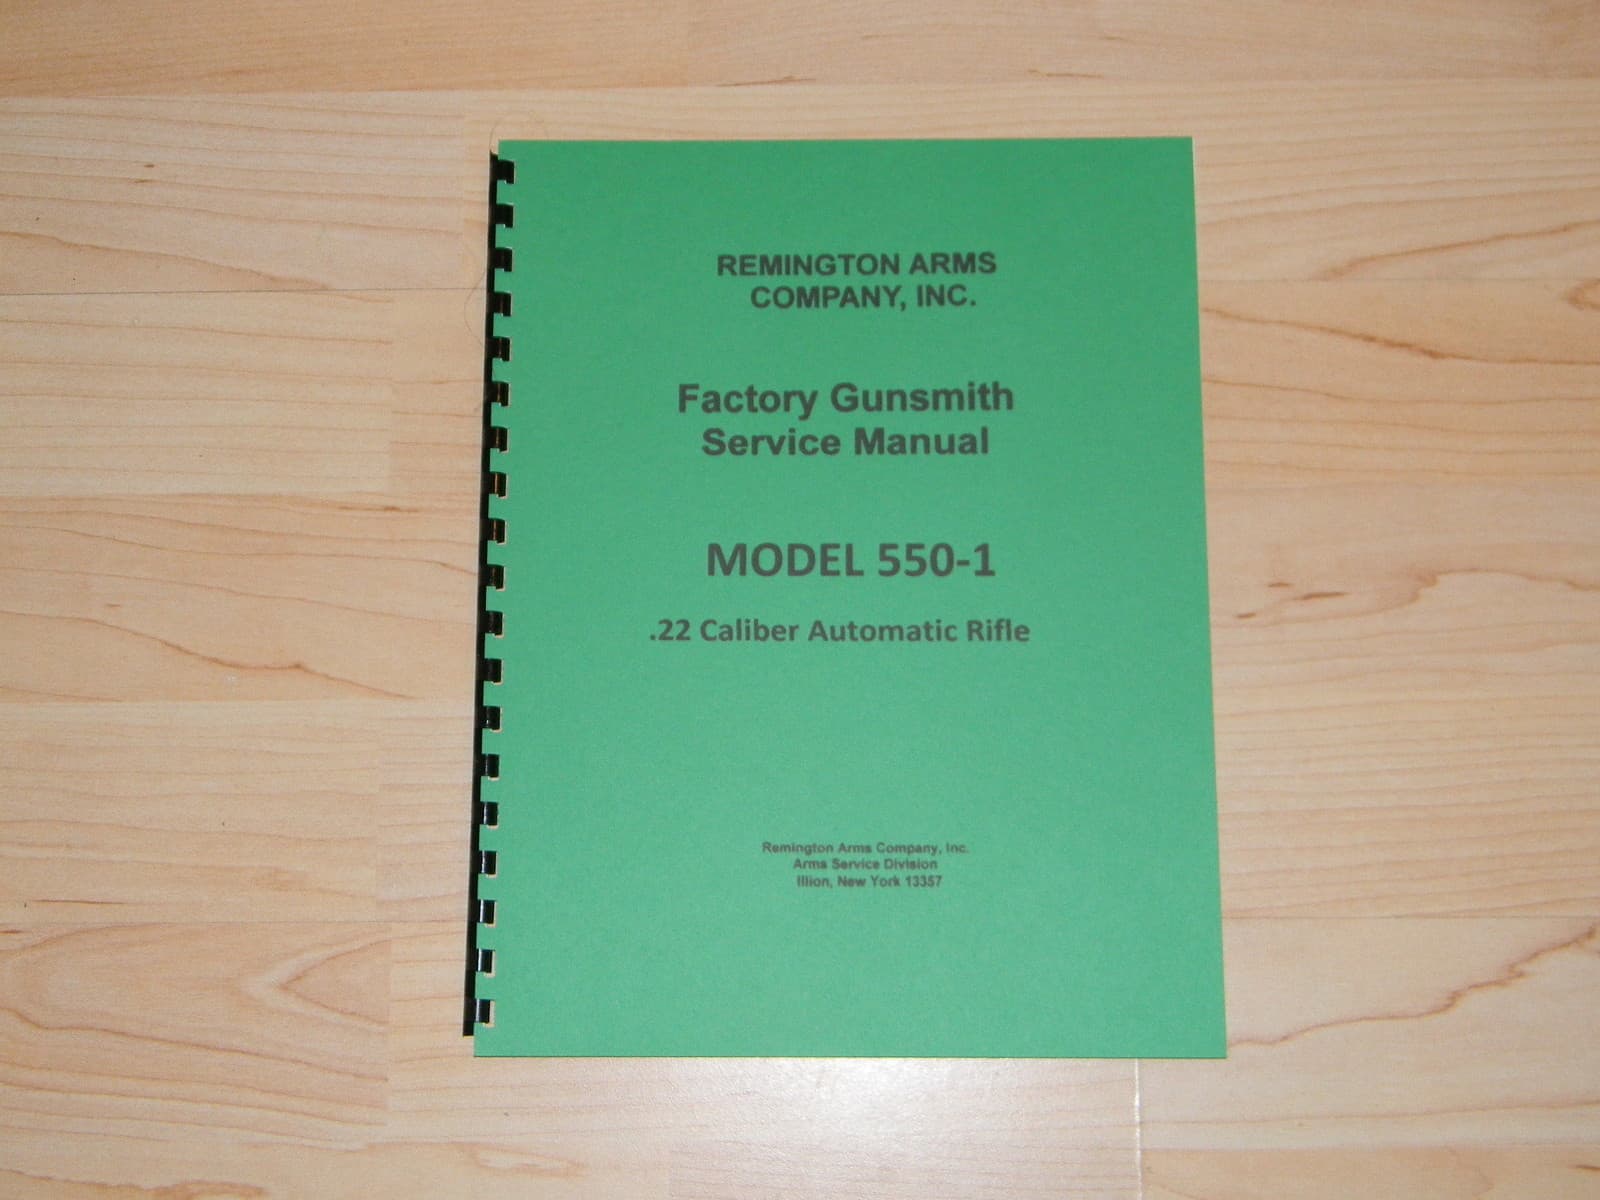 REMINGTON ARMS
COMPANY, INC.
Factory Gunsmith
Service Manual
MODEL 550-1
.22 Caliber Automatic Rifle
Remington Arms Company, Inc.
Arms Service Division
Illion, New York 13357